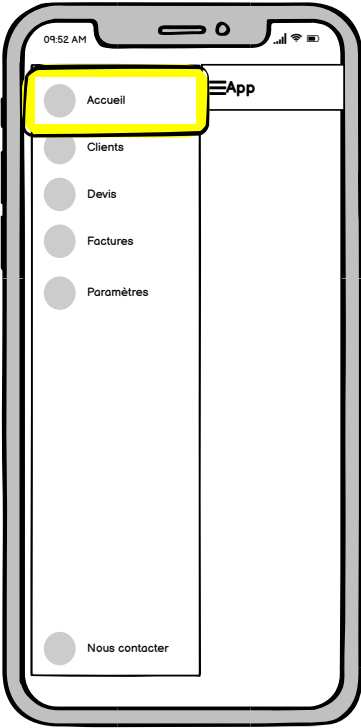 09:52 AM
App
Accueil
Clients
Devis
Factures
Paramètres
Nous contacter